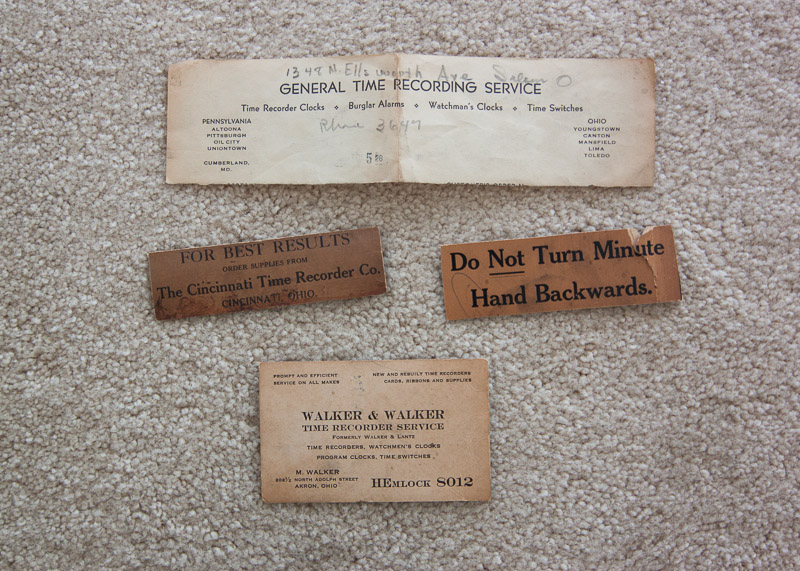 1348 N. Ellsworth Ave Salem O
GENERAL TIME RECORDING SERVICE
Time Recorder Clocks ⋄ Burglar Alarms ⋄ Watchman's Clocks ⋄ Time Switches
Phone 3647
PENNSYLVANIA
ALTOONA
PITTSBURGH
OIL CITY
UNIONTOWN
CUMBERLAND,
MD.
5
OHIO
YOUNGSTOWN
CANTON
MANSFIELD
LIMA
TOLEDO
FOR BEST RESULTS
ORDER SUPPLIES FROM
The Cincinnati Time Recorder Co.
CINCINNATI, OHIO.
Do Not Turn Minute
Hand Backwards.
PROMPT AND EFFICIENT
SERVICE ON ALL MAKES
NEW AND REBUILT TIME RECORDERS
CARDS, RIBBONS AND SUPPLIES
WALKER & WALKER
TIME RECORDER SERVICE
FORMERLY WALKER & LANTZ
TIME RECORDERS, WATCHMEN'S CLOCKS
PROGRAM CLOCKS, TIME SWITCHES
M. WALKER
NORTH ADOLPH STREET
AKRON, OHIO
HEMLOCK 8012